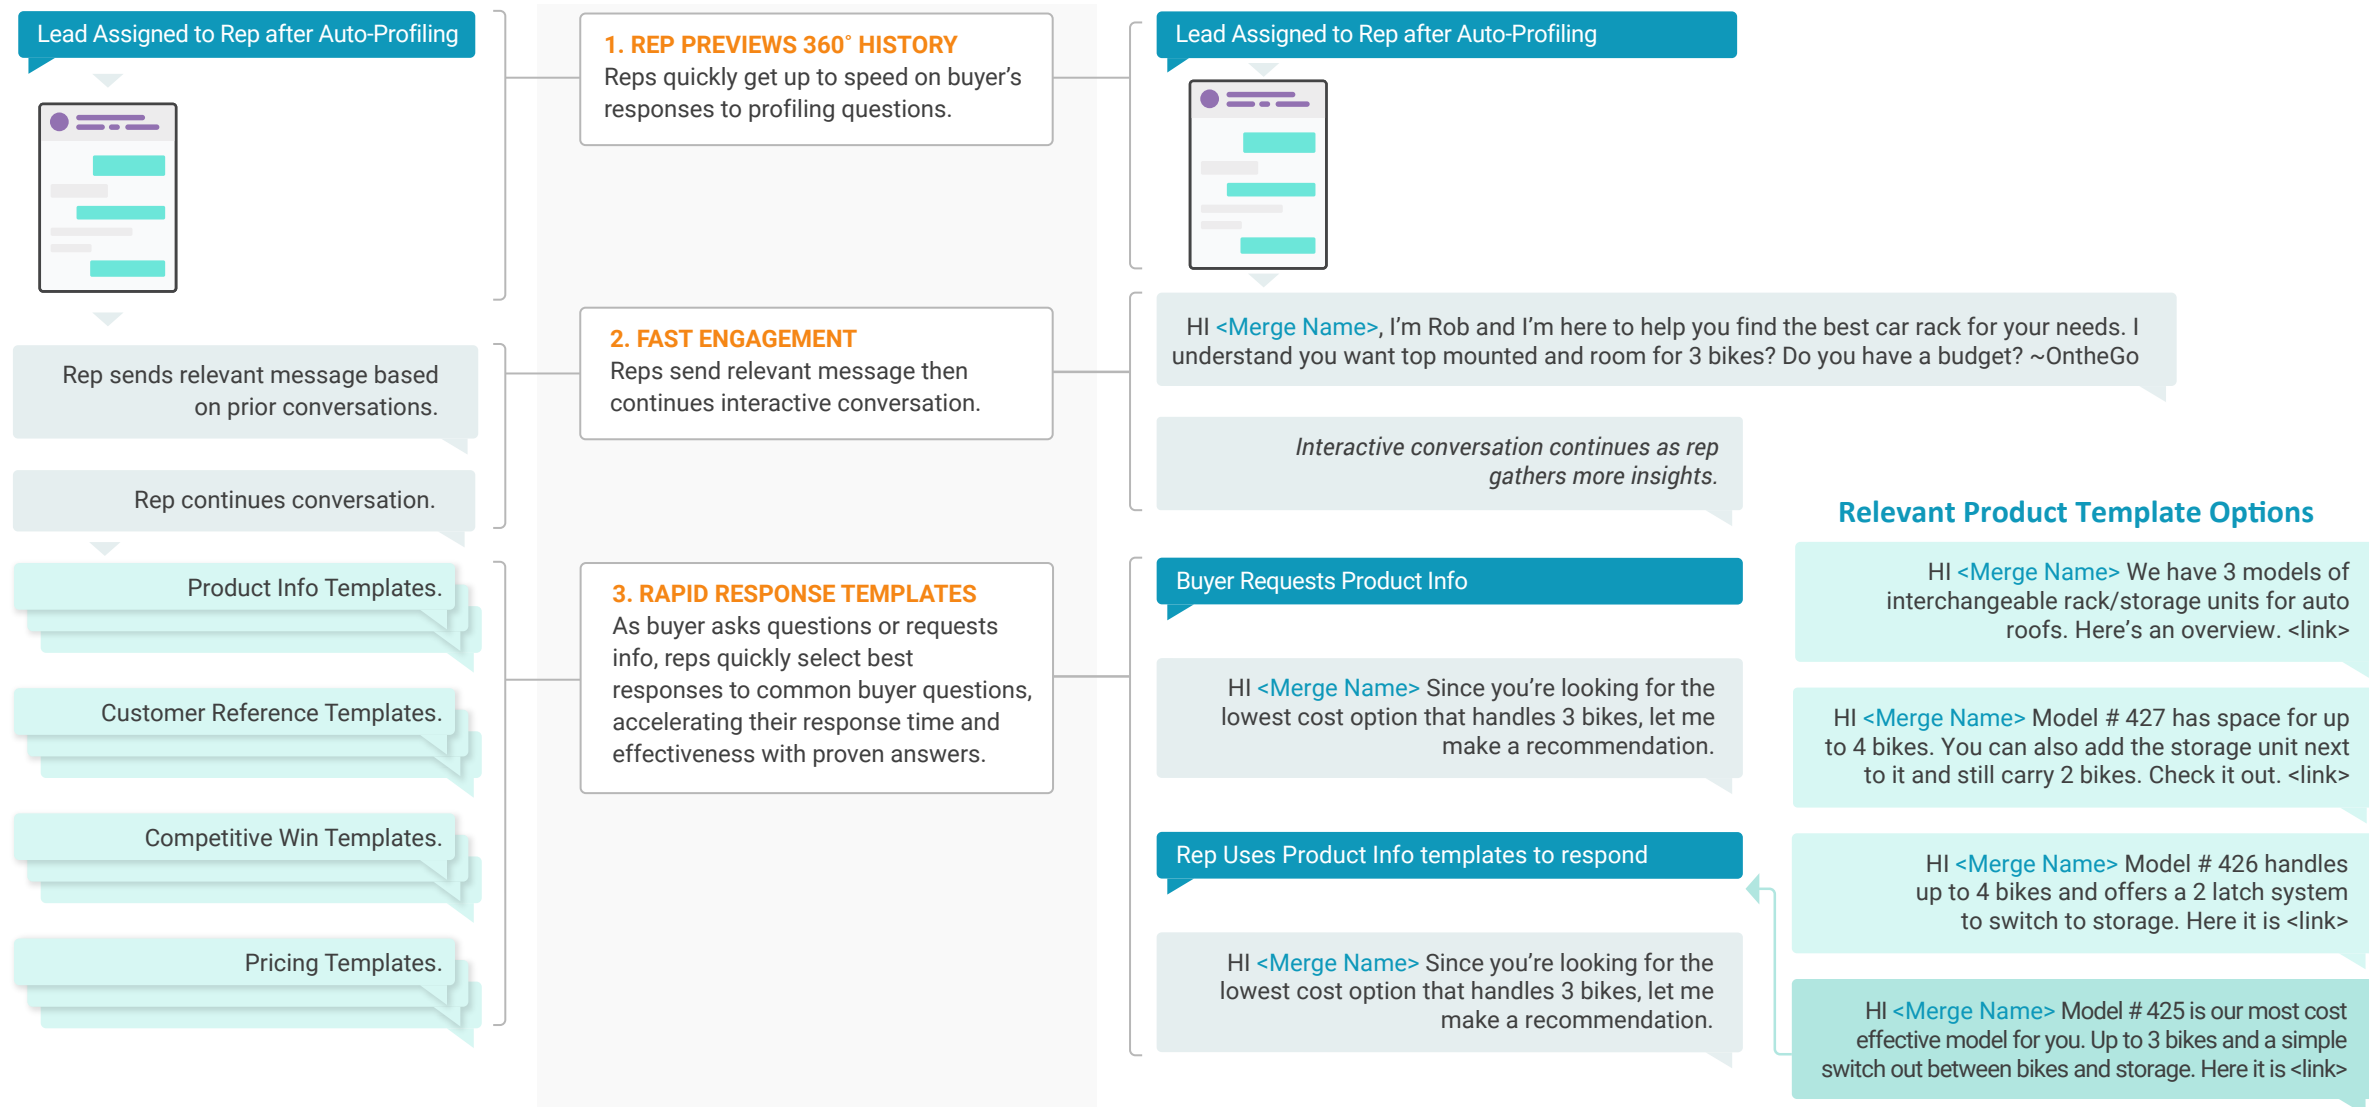 Lead Assigned to Rep after Auto-Profiling
Rep sends relevant message based
on prior conversations.
Rep continues conversation.
Product Info Templates.
Customer Reference Templates.
Competitive Win Templates.
Pricing Templates.
1. REP PREVIEWS 360° HISTORY
Reps quickly get up to speed on buyer's
responses to profiling questions.
2. FAST ENGAGEMENT
Reps send relevant message then
continues interactive conversation.
3. RAPID RESPONSE TEMPLATES
As buyer asks questions or requests
info, reps quickly select best
responses to common buyer questions,
accelerating their response time and
effectiveness with proven answers.
Lead Assigned to Rep after Auto-Profiling
HI <Merge Name>, I'm Rob and I'm here to help you find the best car rack for your needs. I
understand you want top mounted and room for 3 bikes? Do you have a budget? ~OntheGo
Interactive conversation continues as rep
gathers more insights.
Buyer Requests Product Info
HI <Merge Name> Since you're looking for the
lowest cost option that handles 3 bikes, let me
make a recommendation.
Rep Uses Product Info templates to respond
HI <Merge Name> Since you're looking for the
lowest cost option that handles 3 bikes, let me
make a recommendation.
Relevant Product Template Options
HI <Merge Name> We have 3 models of
interchangeable rack/storage units for auto
roofs. Here's an overview. <link>
HI <Merge Name> Model # 427 has space for up
to 4 bikes. You can also add the storage unit next
to it and still carry 2 bikes. Check it out. <link>
HI <Merge Name> Model # 426 handles
up to 4 bikes and offers a 2 latch system
to switch to storage. Here it is <link>
HI <Merge Name> Model # 425 is our most cost
effective model for you. Up to 3 bikes and a simple
switch out between bikes and storage. Here it is <link>